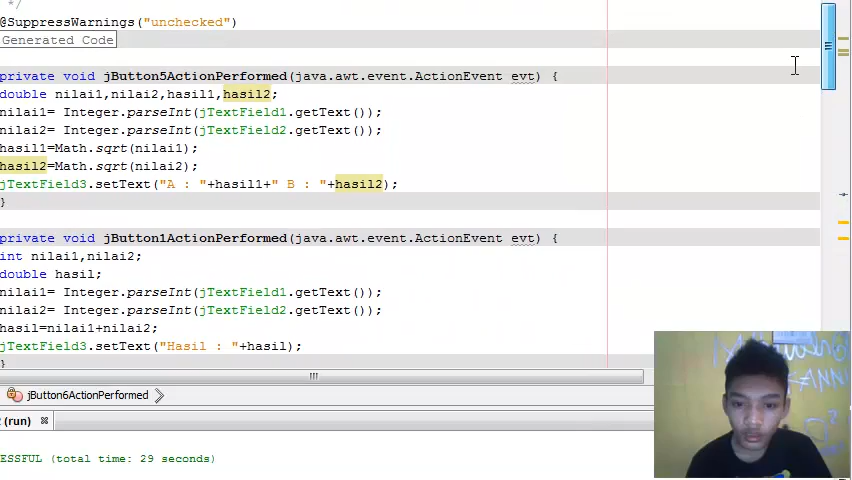 */
@SuppressWarnings("unchecked")
Generated Code
private void jButton5ActionPerformed(java.awt.event.ActionEvent evt) {
double nilai1,nilai2,hasil1,hasil2;
nilai1= Integer.parseInt(jTextField1.getText());
nilai2= Integer.parseInt(jTextField2.getText());
hasil1=Math.sqrt(nilai1);
hasil2=Math.sqrt(nilai2);
jTextField3.setText("A : "+hasil1+" B : "+hasil2);
}
private void jButton1ActionPerformed(java.awt.event.ActionEvent evt) {
int nilai1,nilai2;
double hasil;
nilai1= Integer.parseInt(jTextField1.getText());
nilai2= Integer.parseInt(jTextField2.getText());
hasil=nilai1+nilai2;
jTextField3.setText("Hasil : "+hasil);
}
jButton6ActionPerformed
(run)
ESSFUL (total time: 29 seconds)